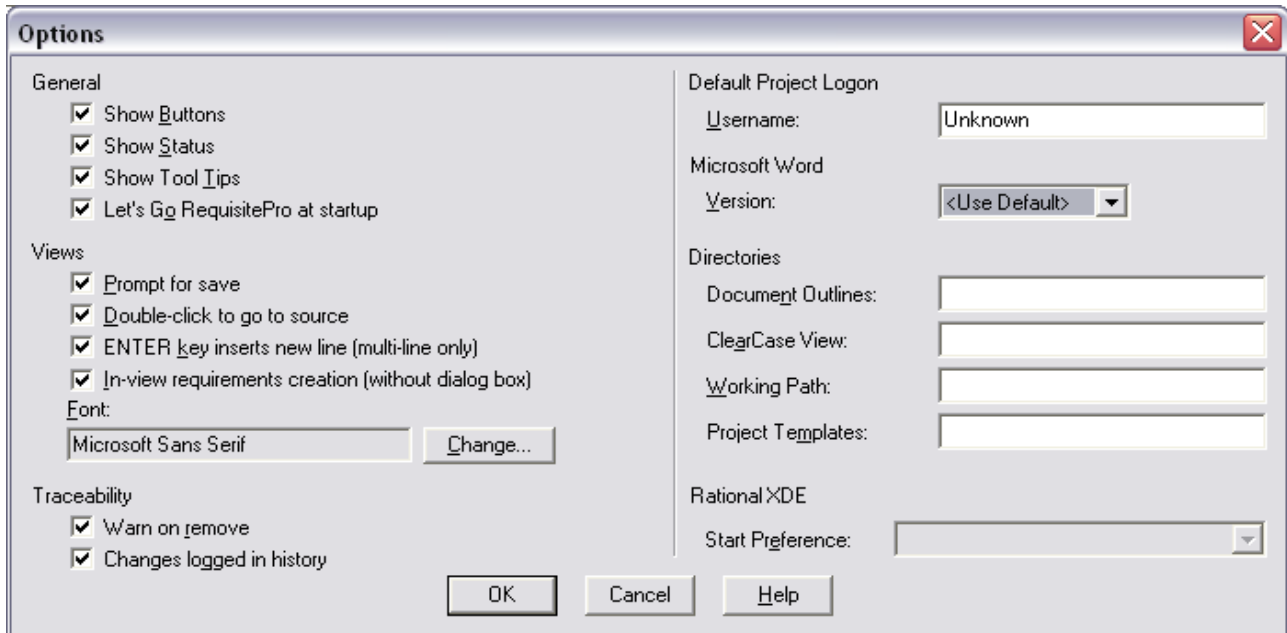 Options
General
Show Buttons
Show Status
Show Tool Tips
Let's Go RequisitePro at startup
Views
Prompt for save
Double-click to go to source
ENTER key inserts new line (multi-line only)
In-view requirements creation (without dialog box)
Font:
Microsoft Sans Serif
Change...
Traceability
Warn on remove
Changes logged in history
Default Project Logon
Username:
Unknown
Microsoft Word
Version:
<Use Default>
Directories
Document Outlines:
ClearCase View:
Working Path:
Project Templates:
Rational XDE
Start Preference:
OK
Cancel
Help